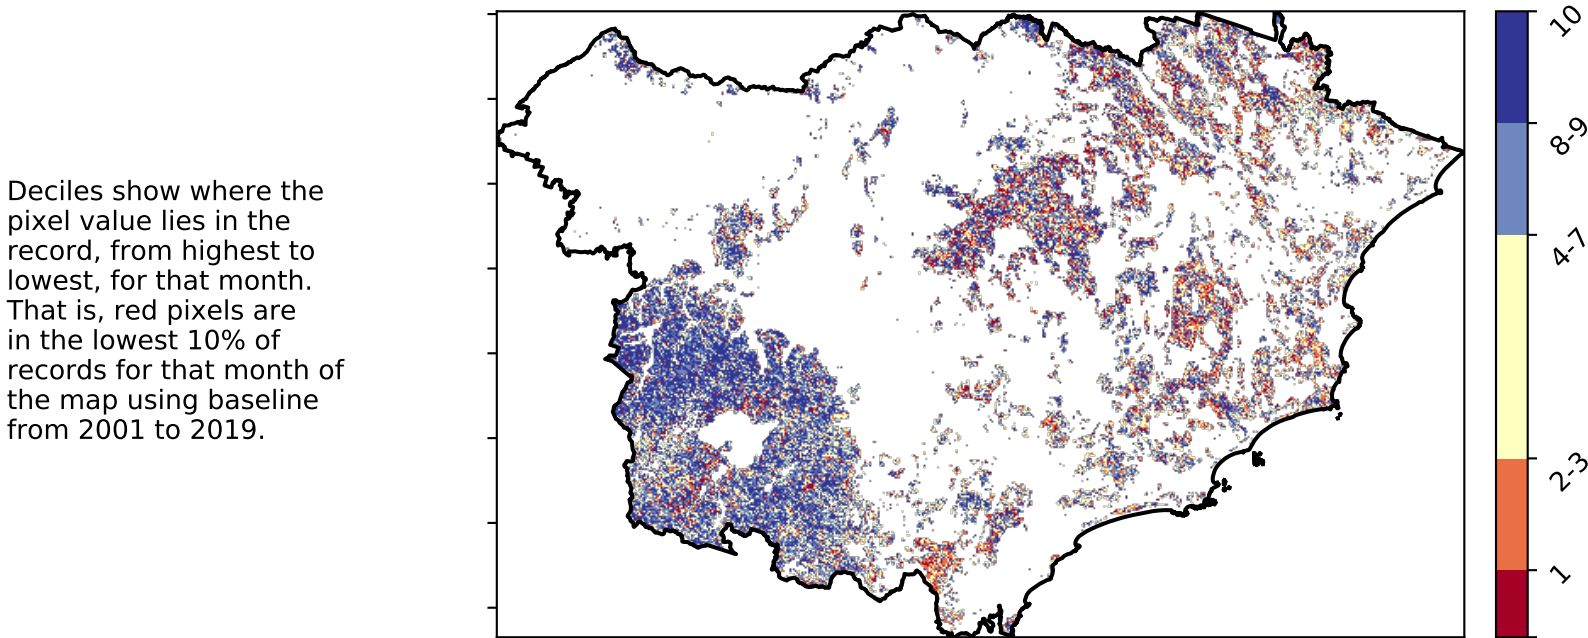 Deciles show where the
pixel value lies in the
record, from highest to
lowest, for that month.
That is, red pixels are
in the lowest 10% of
records for that month of
the map using baseline
from 2001 to 2019.
10
8-9
4-7
2-3
1